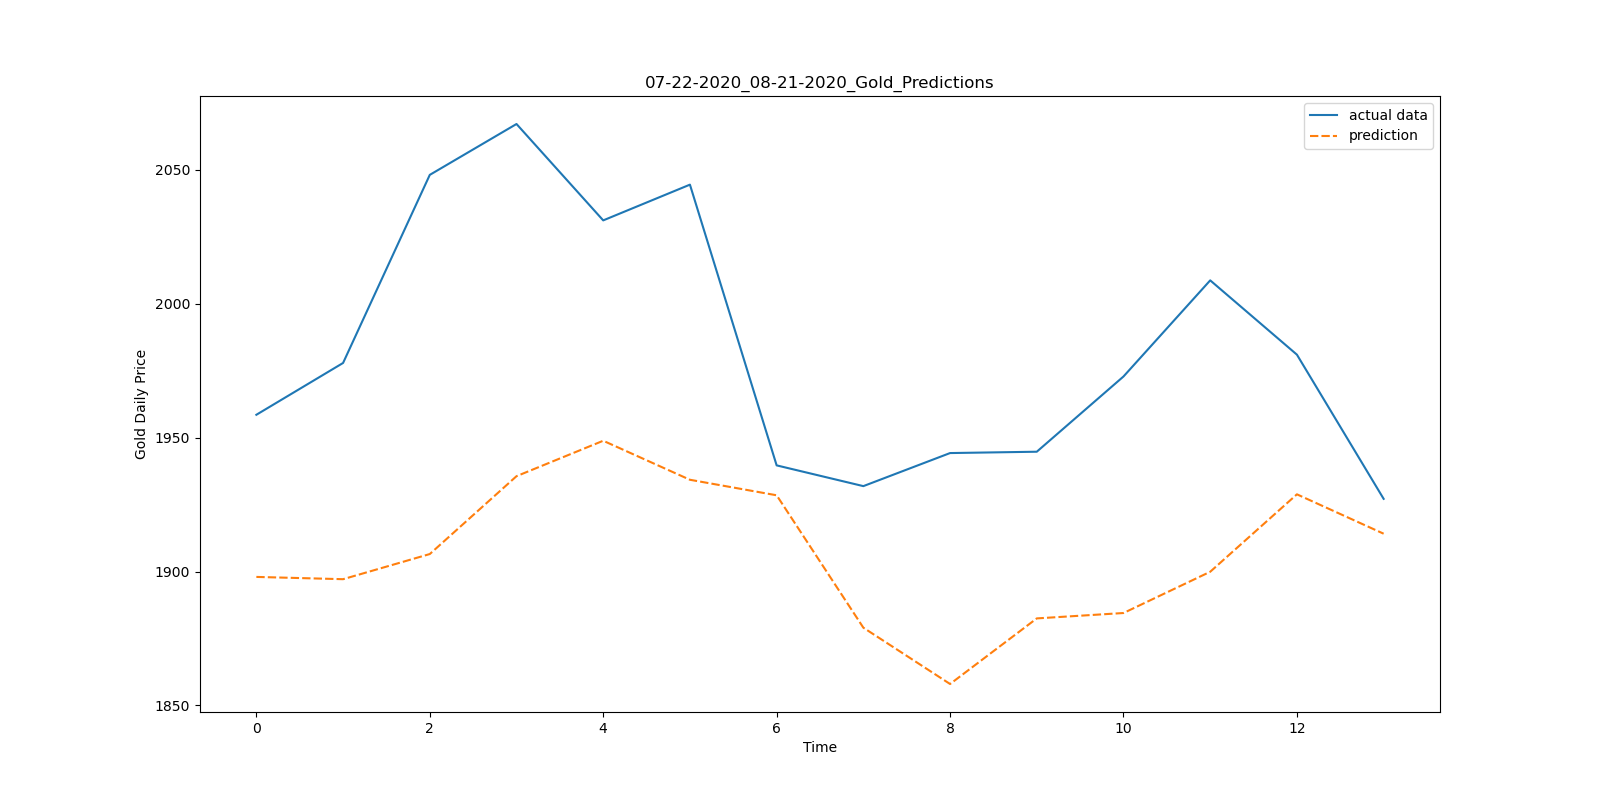 07-22-2020_08-21-2020_Gold_Predictions
actual data
prediction
2050
2000
1950
1900
1850
Gold Daily Price
0 2 4 6 8 10 12
Time